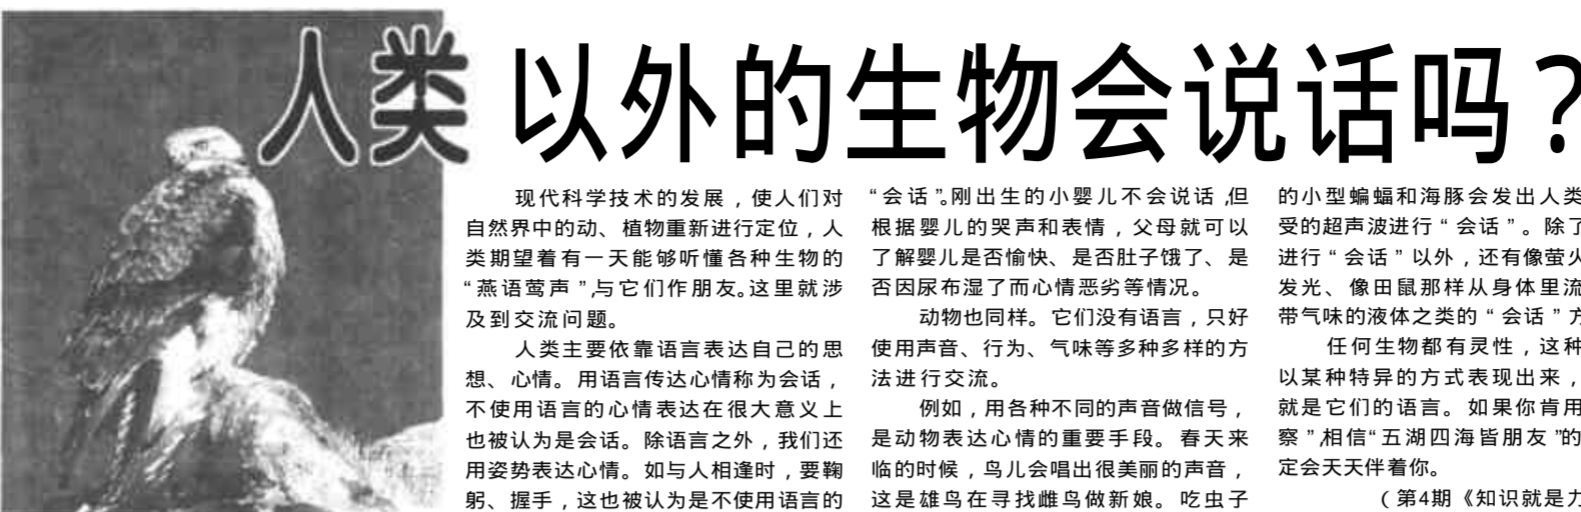 人类以外的生物会说话吗？
现代科学技术的发展，使人们对
自然界中的动、植物重新进行定位，人
类期望着有一天能够听懂各种生物的
“燕语莺声”,与它们作朋友。这里就涉
及到交流问题。
人类主要依靠语言表达自己的思
想、心情。用语言传达心情称为会话，
不使用语言的心情表达在很大意义上
也被认为是会话。除语言之外，我们还
用姿势表达心情。如与人相逢时，要鞠
躬、握手，这也被认为是不使用语言的
“会话”。刚出生的小婴儿不会说话,但
根据婴儿的哭声和表情，父母就可以
了解婴儿是否愉快、是否肚子饿了、是
否因尿布湿了而心情恶劣等情况。
动物也同样。它们没有语言，只好
使用声音、行为、气味等多种多样的方
法进行交流。
例如，用各种不同的声音做信号，
是动物表达心情的重要手段。春天来
临的时候，鸟儿会唱出很美丽的声音，
这是雄鸟在寻找雌鸟做新娘。吃虫子
的小型蝙蝠和海豚会发出人类
受的超声波进行“会话”。除了
进行“会话”以外，还有像萤火
发光、像田鼠那样从身体里流
带气味的液体之类的“会话”方
任何生物都有灵性，这种
以某种特异的方式表现出来，
就是它们的语言。如果你肯用
察”,相信“五湖四海皆朋友”的
定会天天伴着你。
（第4期《知识就是力